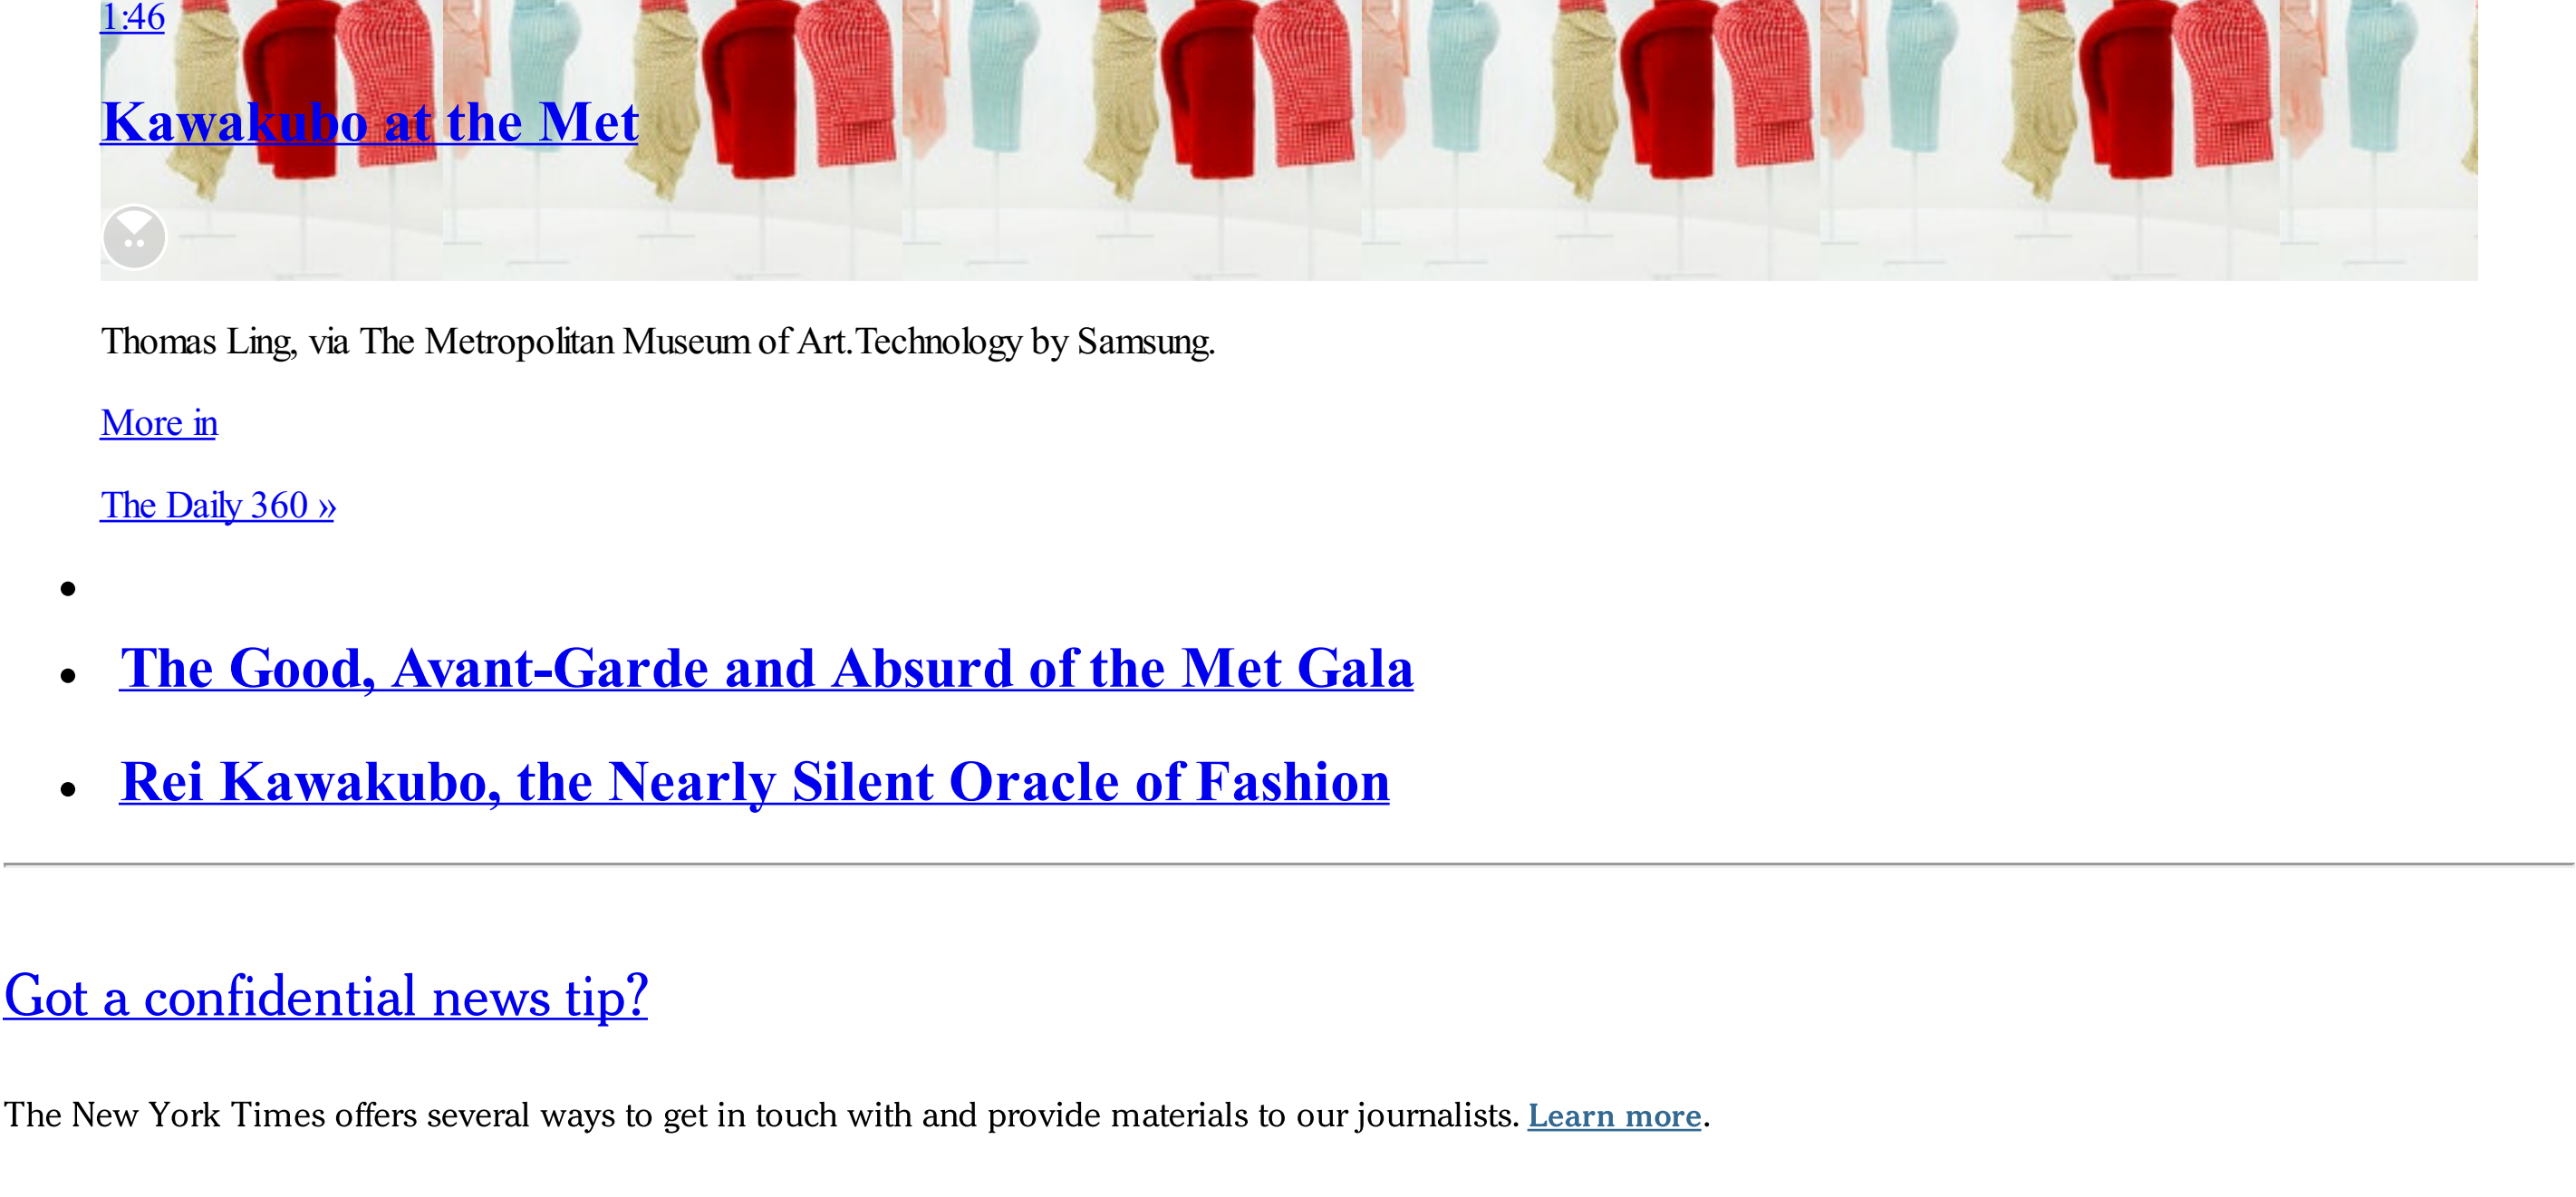 1:46
Kawakubo at the Met
Thomas Ling, via The Metropolitan Museum of Art.Technology by Samsung.
More in
The Daily 360 »
The Good, Avant-Garde and Absurd of the Met Gala
Rei Kawakubo, the Nearly Silent Oracle of Fashion
Got a confidential news tip?
The New York Times offers several ways to get in touch with and provide materials to our journalists. Learn more.